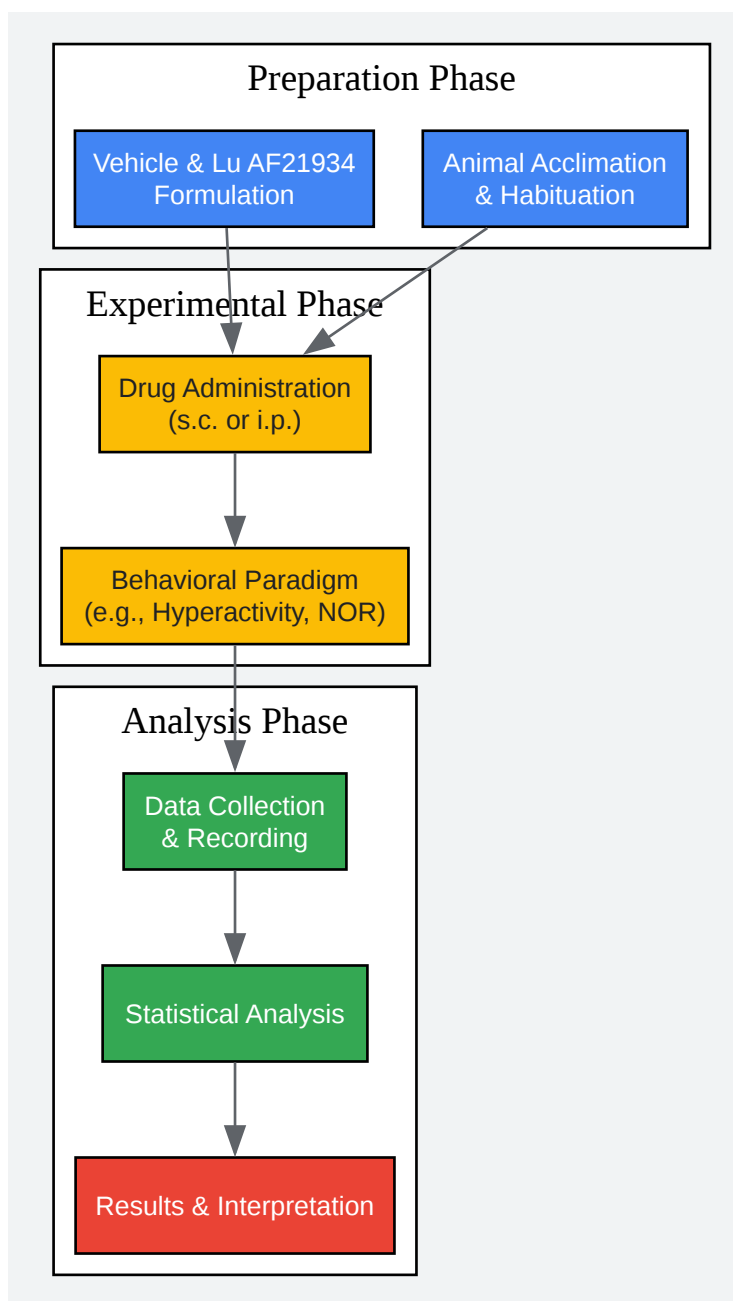 Preparation Phase
Vehicle & Lu AF21934
Formulation
Animal Acclimation
& Habituation
Experimental Phase
Drug Administration
(s.c. or i.p.)
Behavioral Paradigm
(e.g., Hyperactivity, NOR)
Analysis Phase
Data Collection
& Recording
Statistical Analysis
Results & Interpretation